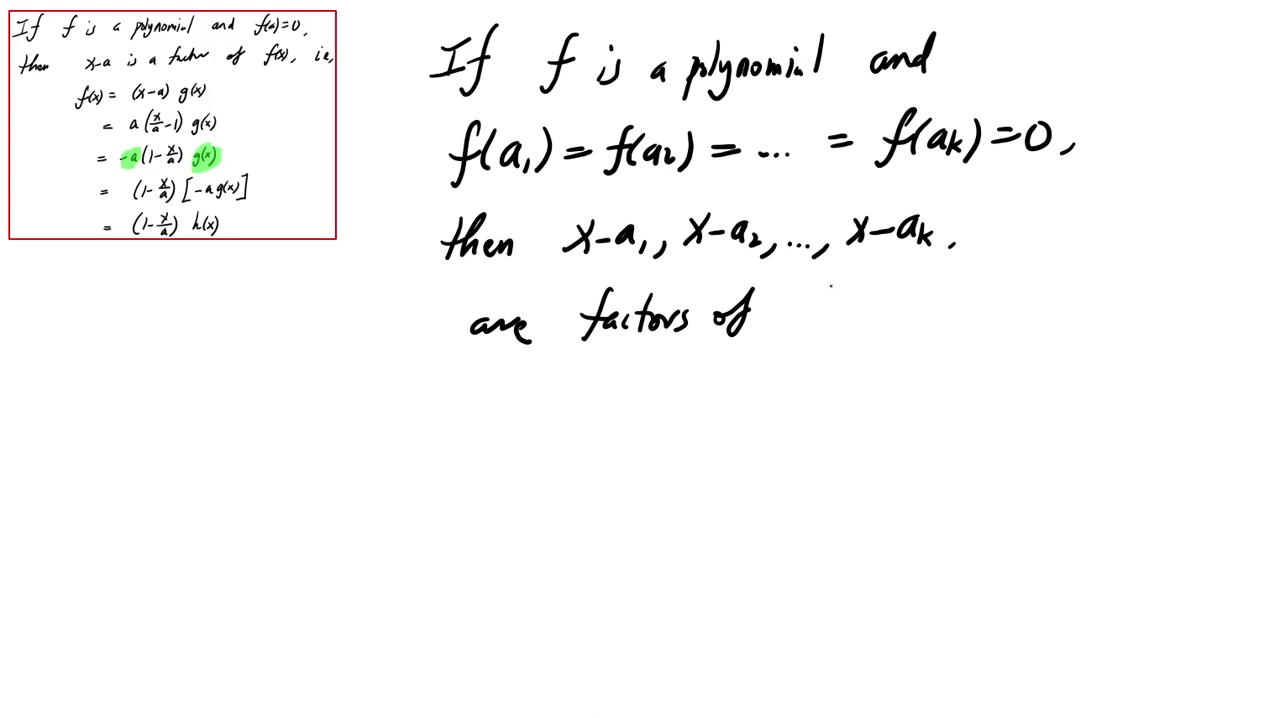 If f is a polynomial and f(a)=0,
then x-a is a factor of f(x), i.e,
f(x) = (x-a) g(x)
= a(x/a - 1) g(x)
= -a(1 - x/a) g(x)
= (1 - x/a) [-a g(x)]
= (1 - x/a) h(x)
If f is a polynomial and
f(a₁) = f(a₂) = ... = f(aₖ) = 0,
then x-a₁, x-a₂, ..., x-aₖ.
are factors of